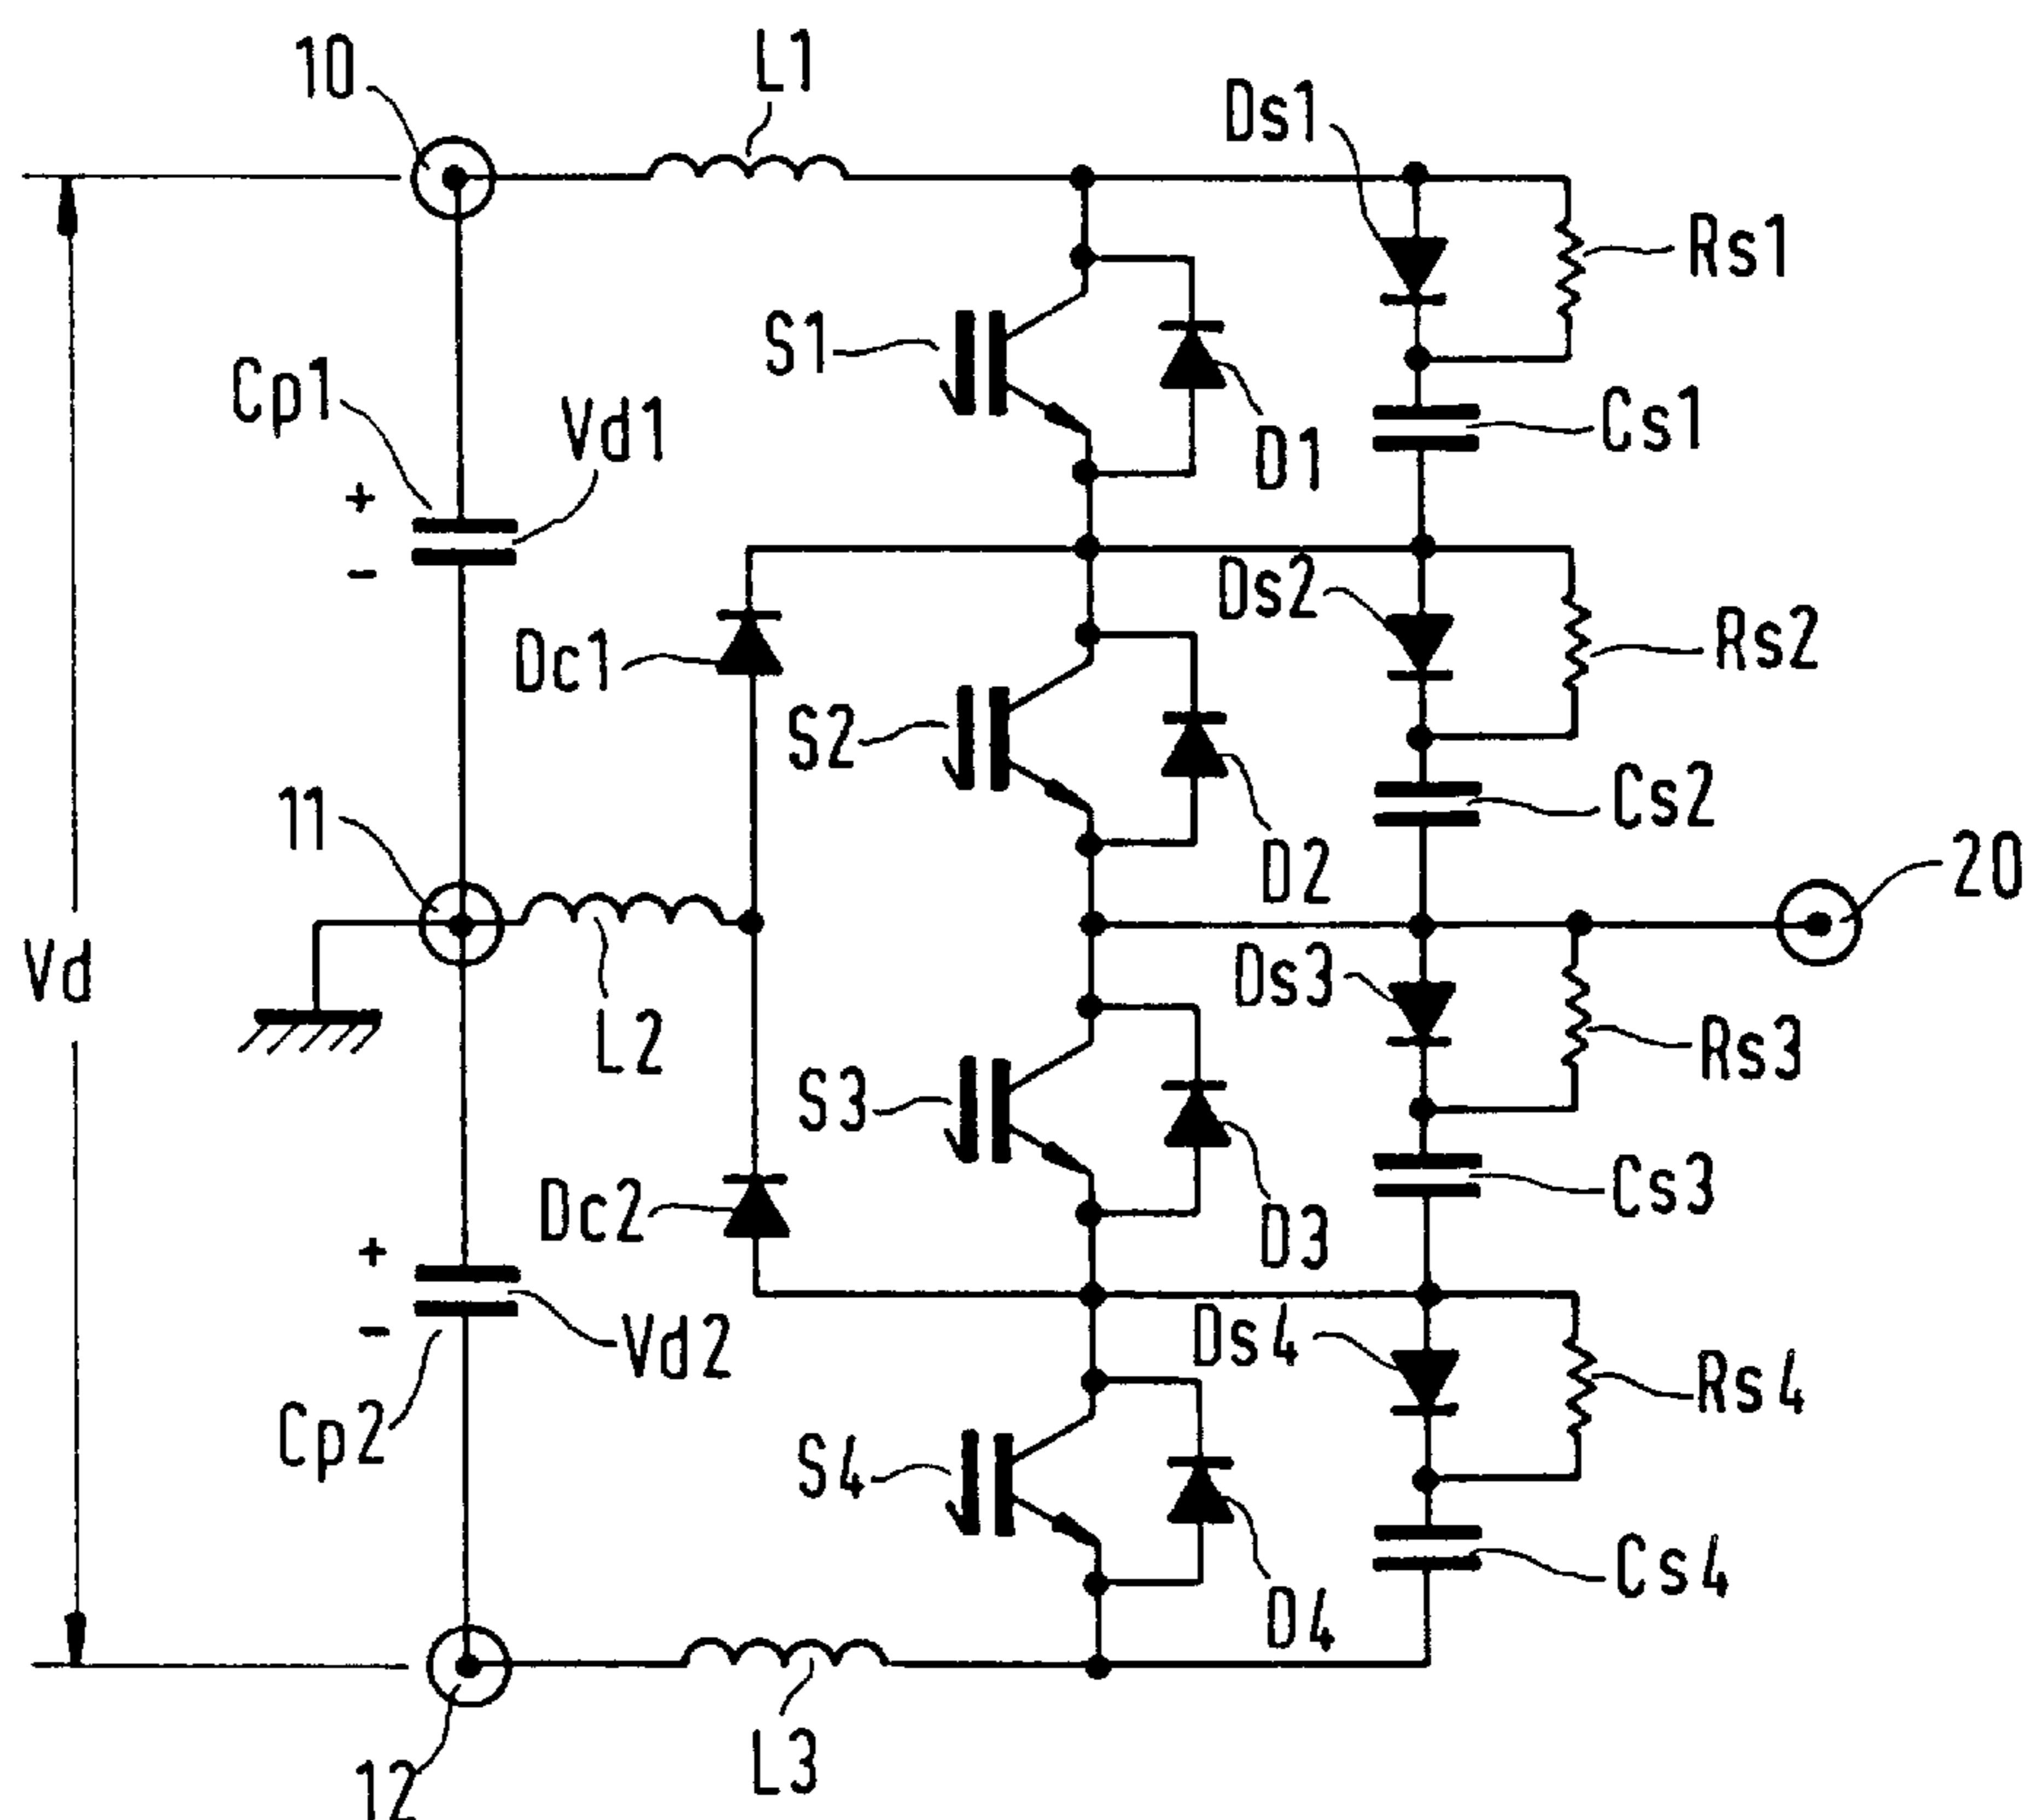 10
L1
Ds1
Rs1
S1
Cp1
Vd1
Cs1
D1
+
-
Ds2
Rs2
Dc1
S2
Cs2
11
D2
20
Vd
Ds3
L2
Rs3
S3
Cs3
Dc2
D3
+
-
Vd2
Ds4
Rs4
Cp2
S4
Cs4
D4
L3
12